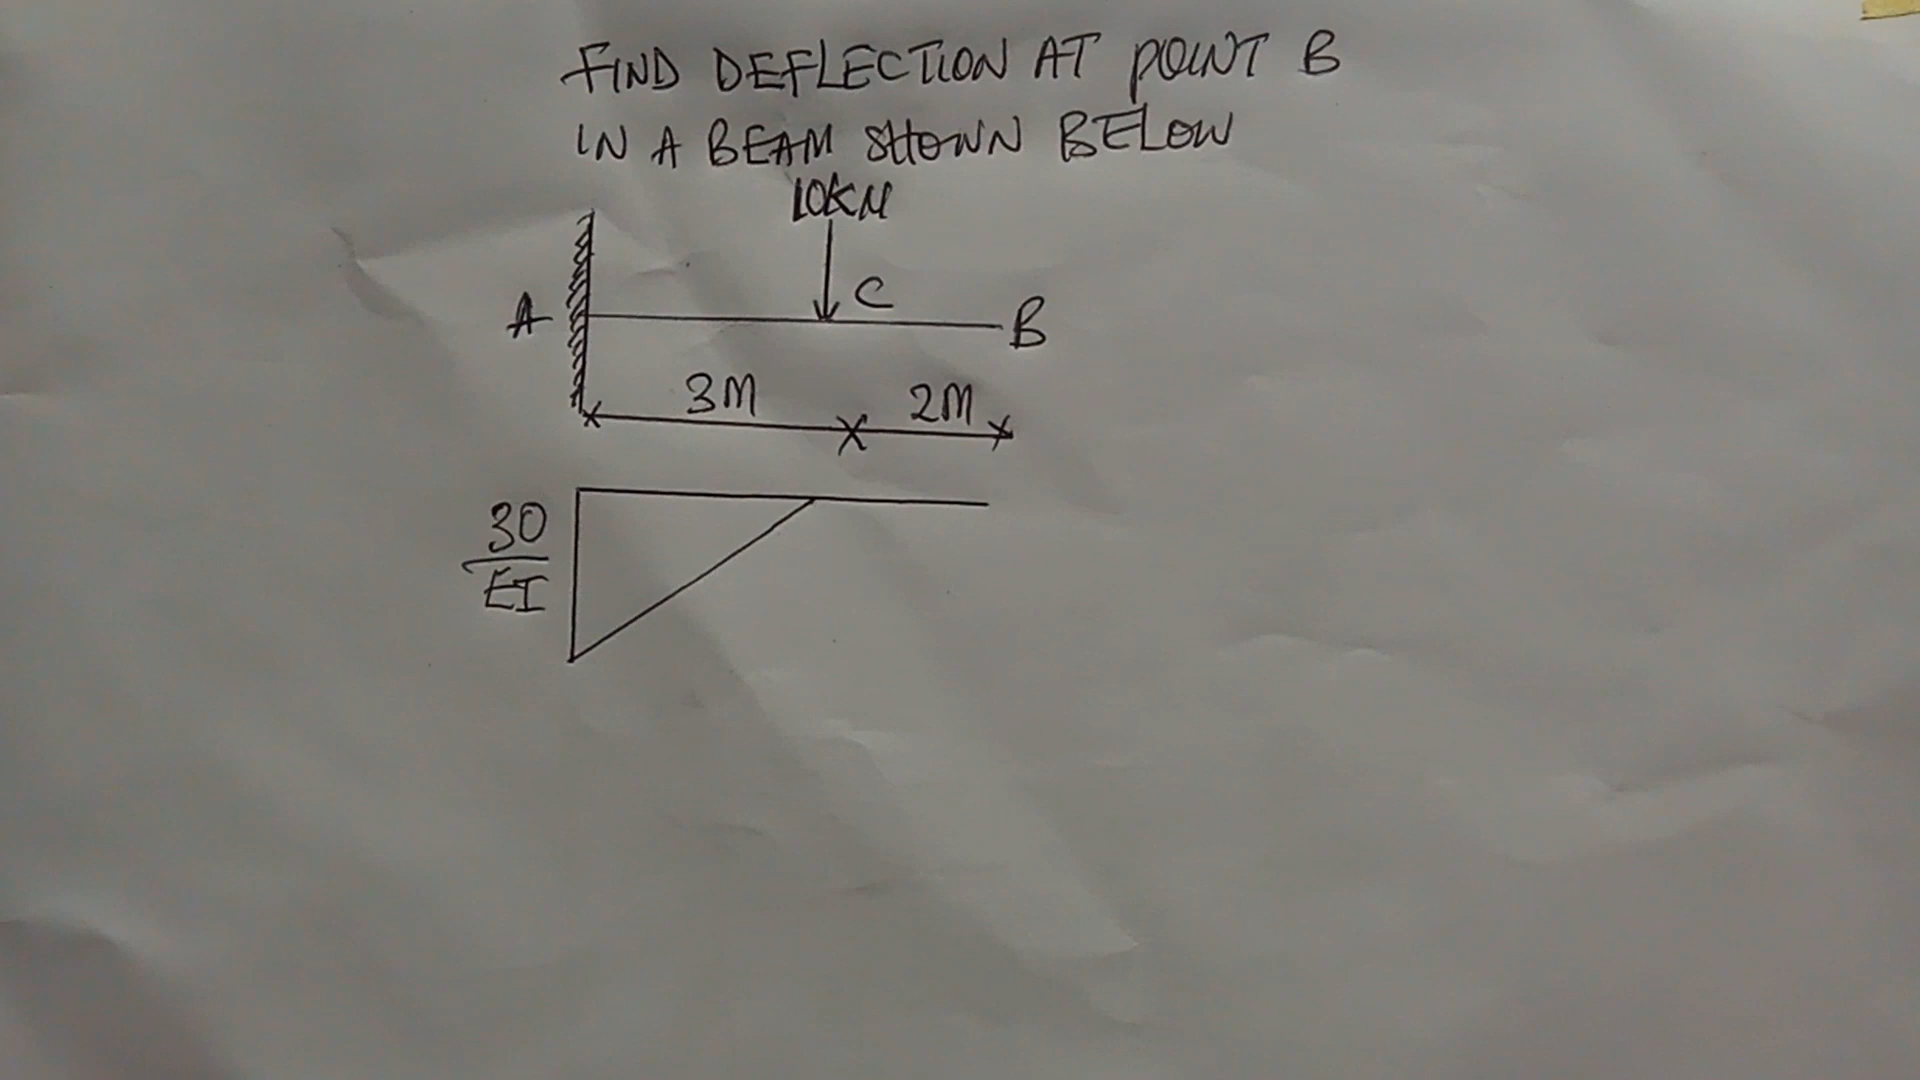 FIND DEFLECTION AT POINT B
IN A BEAM SHOWN BELOW
10KN
C
A
B
3M
2M
30
EI